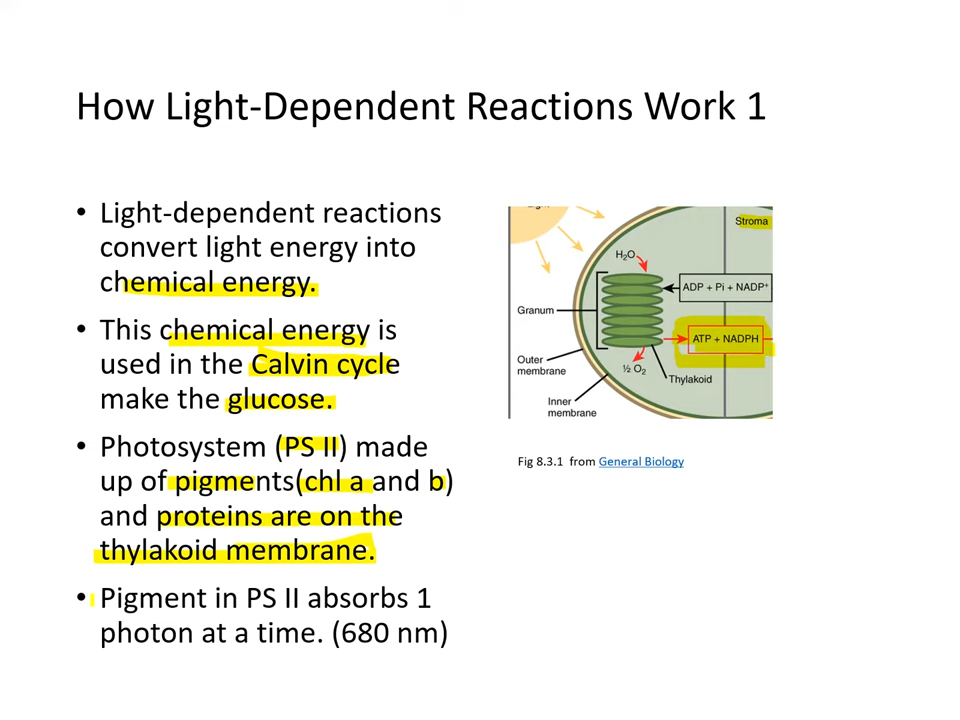 How Light-Dependent Reactions Work 1
• Light-dependent reactions
convert light energy into
chemical energy.
• This chemical energy is
used in the Calvin cycle
make the glucose.
• Photosystem (PS II) made
up of pigments(chl a and b)
and proteins are on the
thylakoid membrane.
• Pigment in PS II absorbs 1
photon at a time. (680 nm)
Stroma
H₂O
ADP + Pi + NADP⁺
Granum
ATP + NADPH
Outer
membrane
½ O₂
Thylakoid
Inner
membrane
Fig 8.3.1 from General Biology